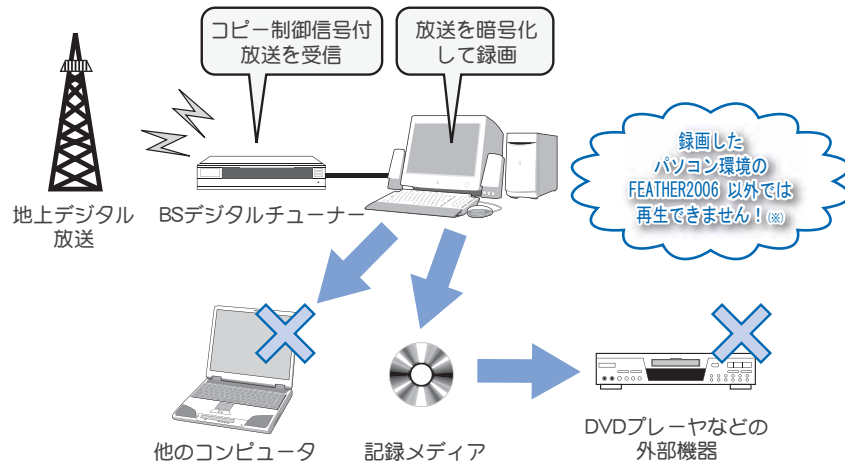 コピー制御信号付
放送を受信
放送を暗号化
して録画
録画した
パソコン環境の
FEATHER2006 以外では
再生できません！(※)
地上デジタル
放送
BSデジタルチューナー
他のコンピュータ
記録メディア
DVDプレーヤなどの
外部機器